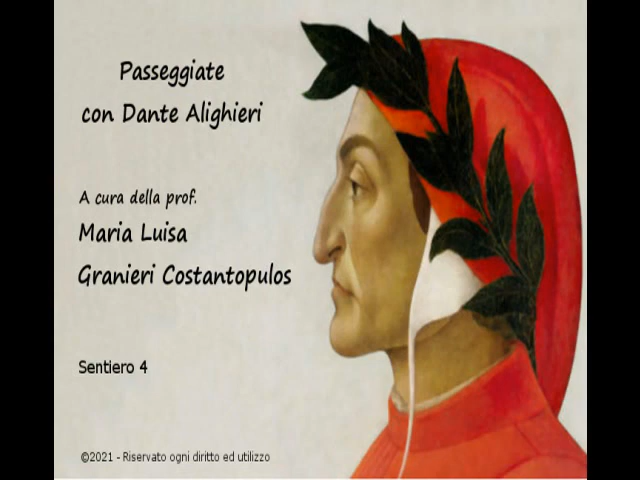 Passeggiate
con Dante Alighieri
A cura della prof.
Maria Luisa
Granieri Costantopulos
Sentiero 4
©2021 - Riservato ogni diritto ed utilizzo